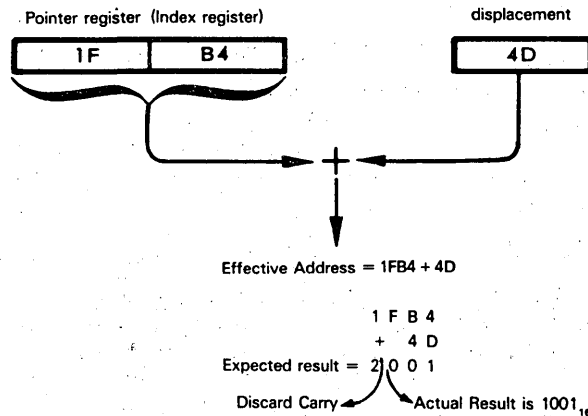 Pointer register (Index register) displacement
1F B4 4D
+
Effective Address = 1FB4 + 4D
1 F B 4
+ 4 D
Expected result = 2 0 0 1
Discard Carry Actual Result is 1001₁₆